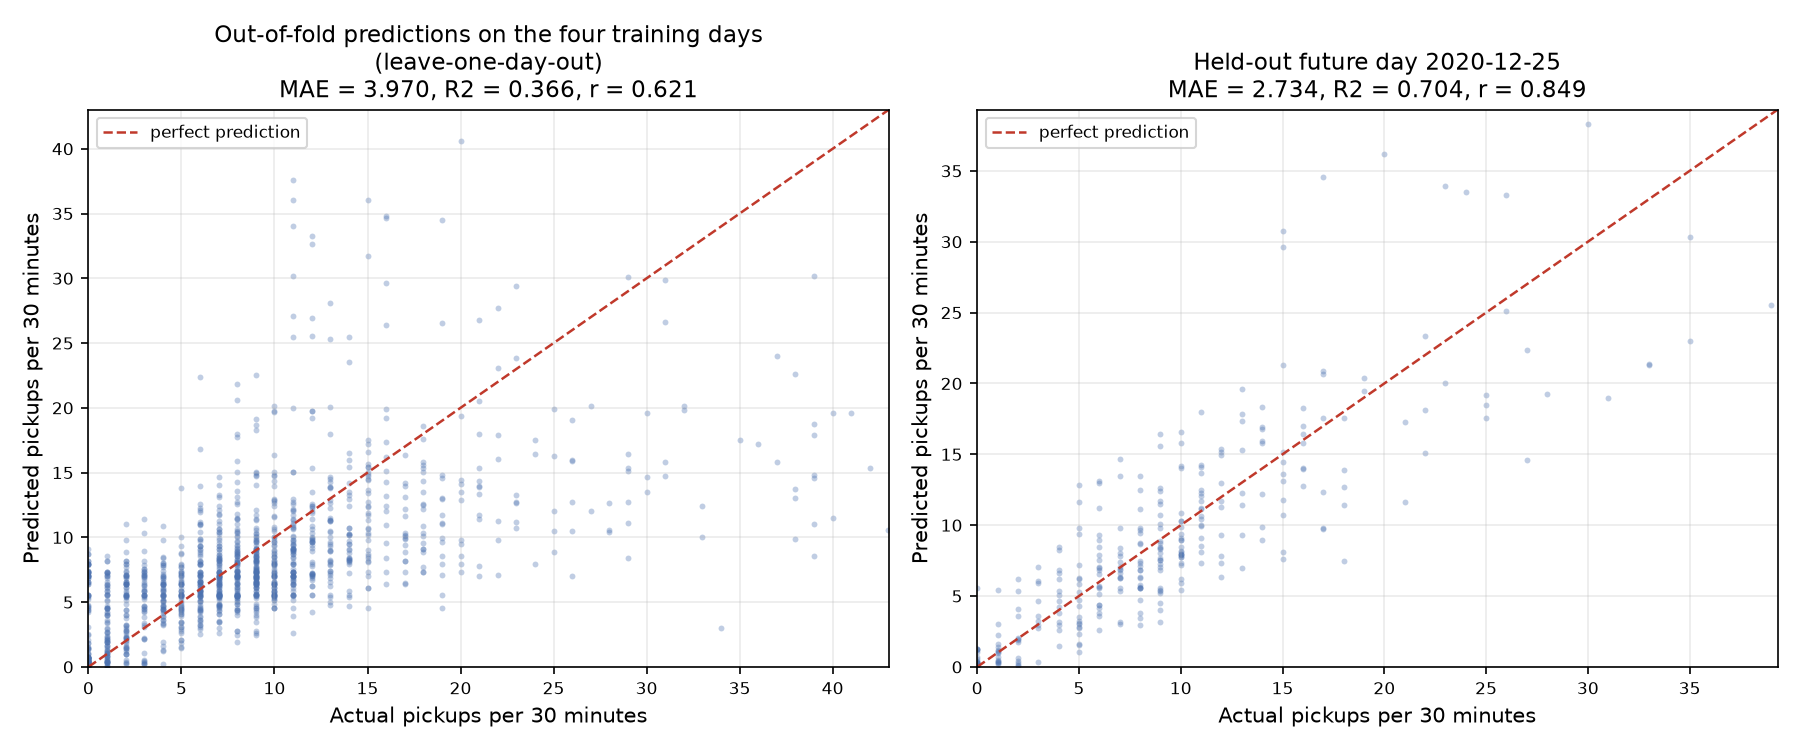 Out-of-fold predictions on the four training days
(leave-one-day-out)
MAE = 3.970, R2 = 0.366, r = 0.621
perfect prediction
Predicted pickups per 30 minutes
40
35
30
25
20
15
10
5
0
0 5 10 15 20 25 30 35 40
Actual pickups per 30 minutes
Held-out future day 2020-12-25
MAE = 2.734, R2 = 0.704, r = 0.849
perfect prediction
Predicted pickups per 30 minutes
35
30
25
20
15
10
5
0
0 5 10 15 20 25 30 35
Actual pickups per 30 minutes